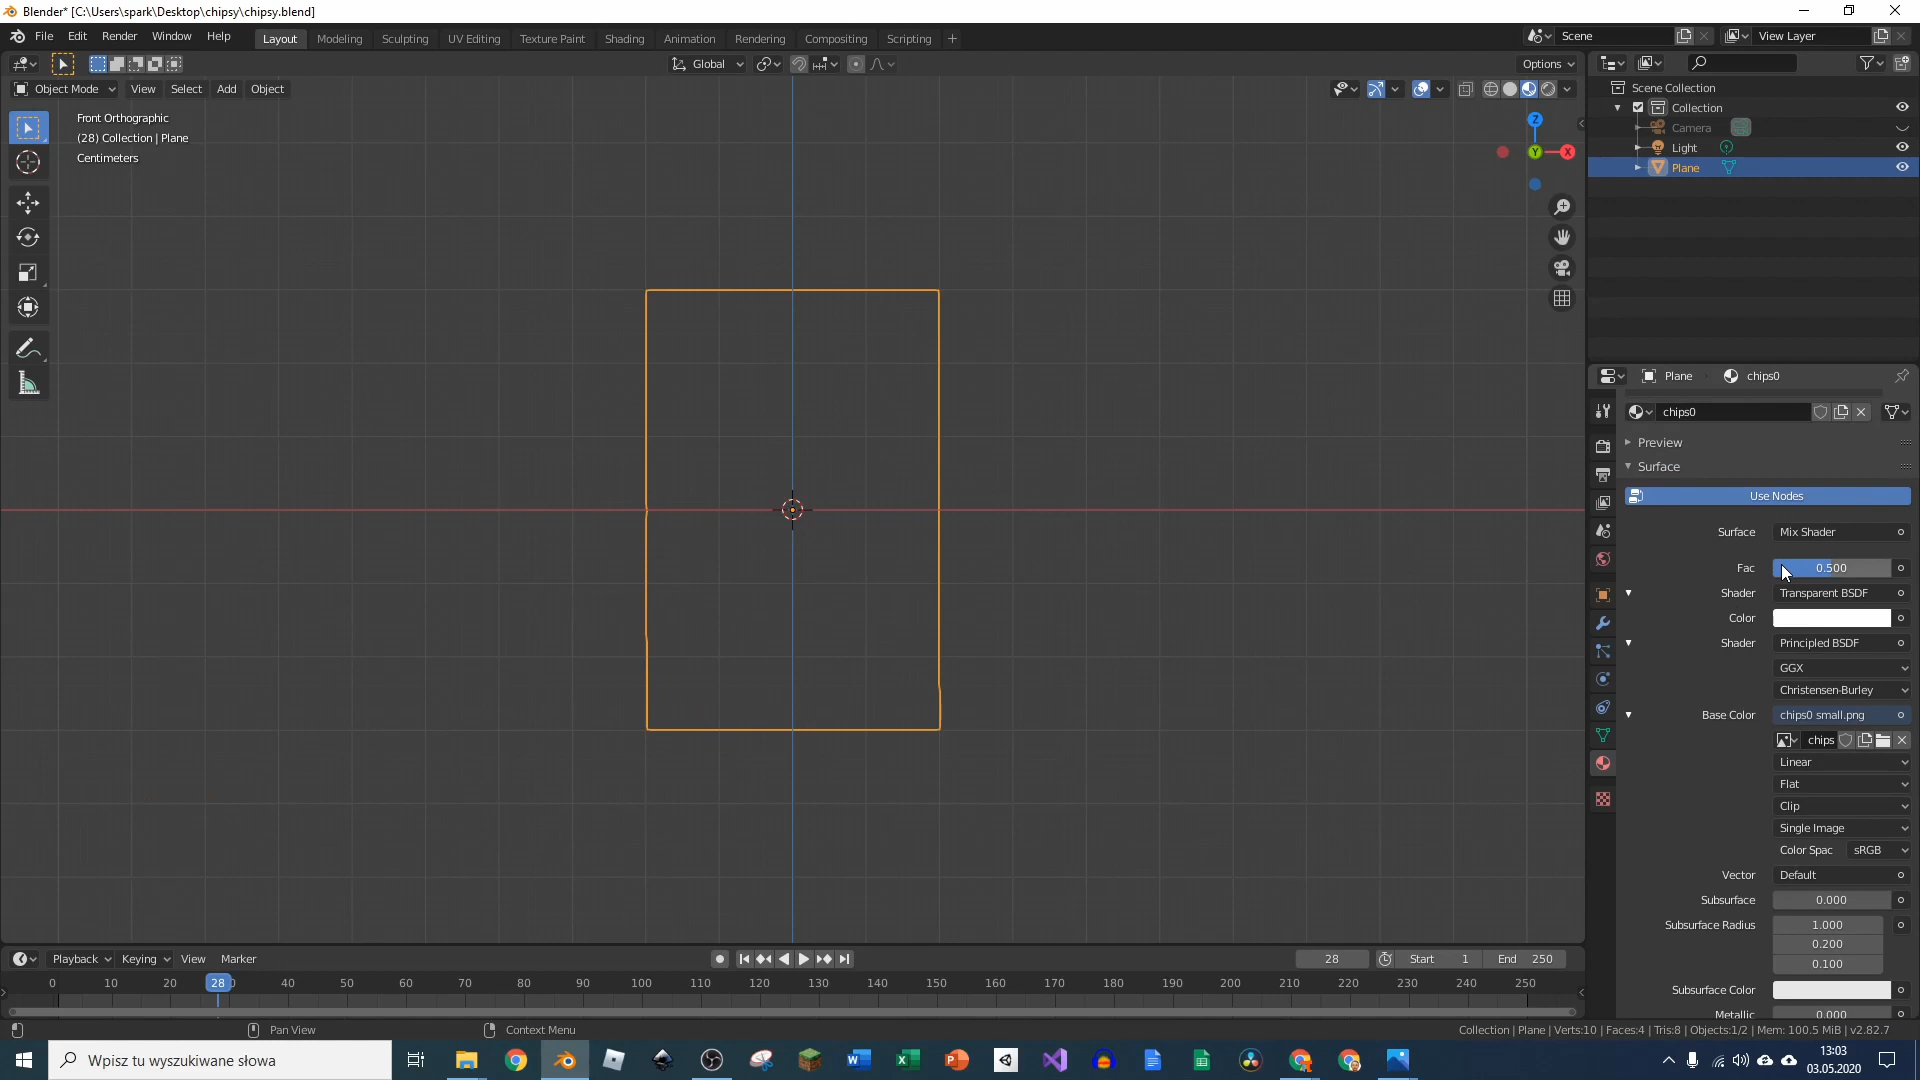 Blender* [C:\Users\spark\Desktop\chipsy\chipsy.blend]
File Edit Render Window Help Layout Modeling Sculpting UV Editing Texture Paint Shading Animation Rendering Compositing Scripting + Scene View Layer
Global Options
Object Mode View Select Add Object
Front Orthographic
(28) Collection | Plane
Centimeters
Z
Y
X
Scene Collection
Collection
Camera
Light
Plane
Plane chips0
chips0
Preview
Surface
Use Nodes
Surface Mix Shader
Fac 0.500
Shader Transparent BSDF
Color
Shader Principled BSDF
GGX
Christensen-Burley
Base Color chips0 small.png
chips
Linear
Flat
Clip
Single Image
Color Spac sRGB
Vector Default
Subsurface 0.000
Subsurface Radius 1.000
0.200
0.100
Subsurface Color
Metallic 0.000
Playback Keying View Marker 28 Start 1 End 250
0 10 20 28 40 50 60 70 80 90 100 110 120 130 140 150 160 170 180 190 200 210 220 230 240 250
Pan View Context Menu Collection | Plane | Verts:10 | Faces:4 | Tris:8 | Objects:1/2 | Mem: 100.5 MiB | v2.82.7
Wpisz tu wyszukiwane słowa
13:03
03.05.2020